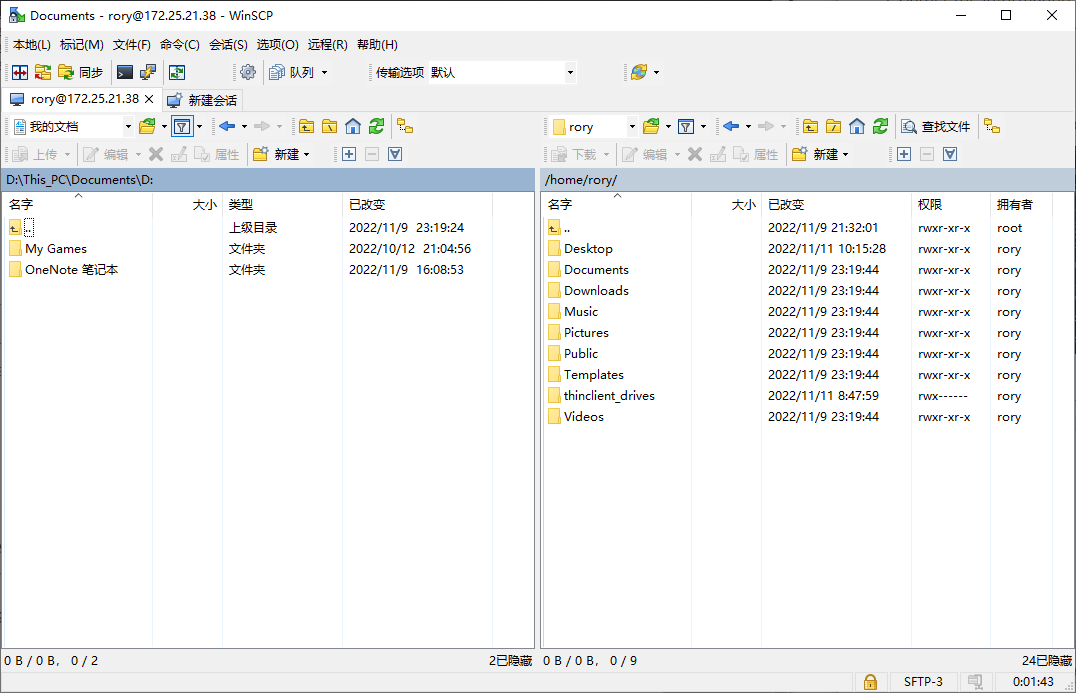 Documents - rory@172.25.21.38 - WinSCP
本地(L) 标记(M) 文件(F) 命令(C) 会话(S) 选项(O) 远程(R) 帮助(H)
同步 队列 传输选项 默认
rory@172.25.21.38 新建会话
我的文档 rory 查找文件
上传 编辑 属性 新建 下载 编辑 属性 新建
D:\This_PC\Documents\D: /home/rory/
名字 大小 类型 已改变
.. 上级目录 2022/11/9 23:19:24
My Games 文件夹 2022/10/12 21:04:56
OneNote 笔记本 文件夹 2022/11/9 16:08:53
名字 大小 已改变 权限 拥有者
.. 2022/11/9 21:32:01 rwxr-xr-x root
Desktop 2022/11/11 10:15:28 rwxr-xr-x rory
Documents 2022/11/9 23:19:44 rwxr-xr-x rory
Downloads 2022/11/9 23:19:44 rwxr-xr-x rory
Music 2022/11/9 23:19:44 rwxr-xr-x rory
Pictures 2022/11/9 23:19:44 rwxr-xr-x rory
Public 2022/11/9 23:19:44 rwxr-xr-x rory
Templates 2022/11/9 23:19:44 rwxr-xr-x rory
thinclient_drives 2022/11/11 8:47:59 rwx------ rory
Videos 2022/11/9 23:19:44 rwxr-xr-x rory
0 B / 0 B， 0 / 2 2已隐藏 0 B / 0 B， 0 / 9 24已隐藏
SFTP-3 0:01:43